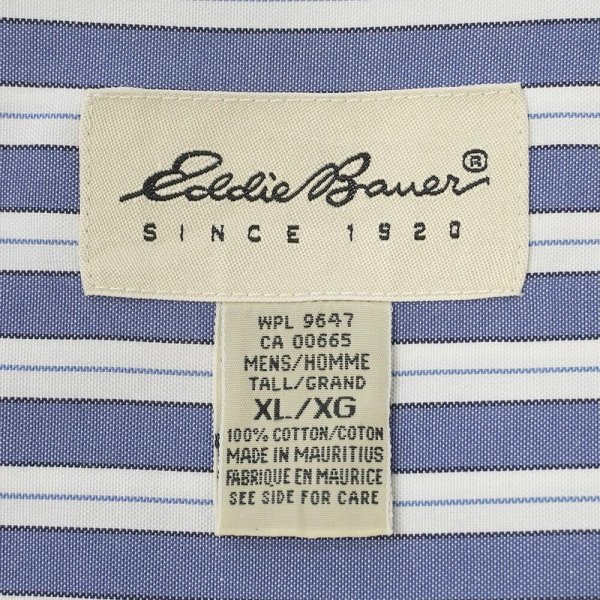 Eddie Bauer®
SINCE 1920
WPL 9647
CA 00665
MENS/HOMME
TALL/GRAND
XL/XG
100% COTTON/COTON
MADE IN MAURITIUS
FABRIQUE EN MAURICE
SEE SIDE FOR CARE